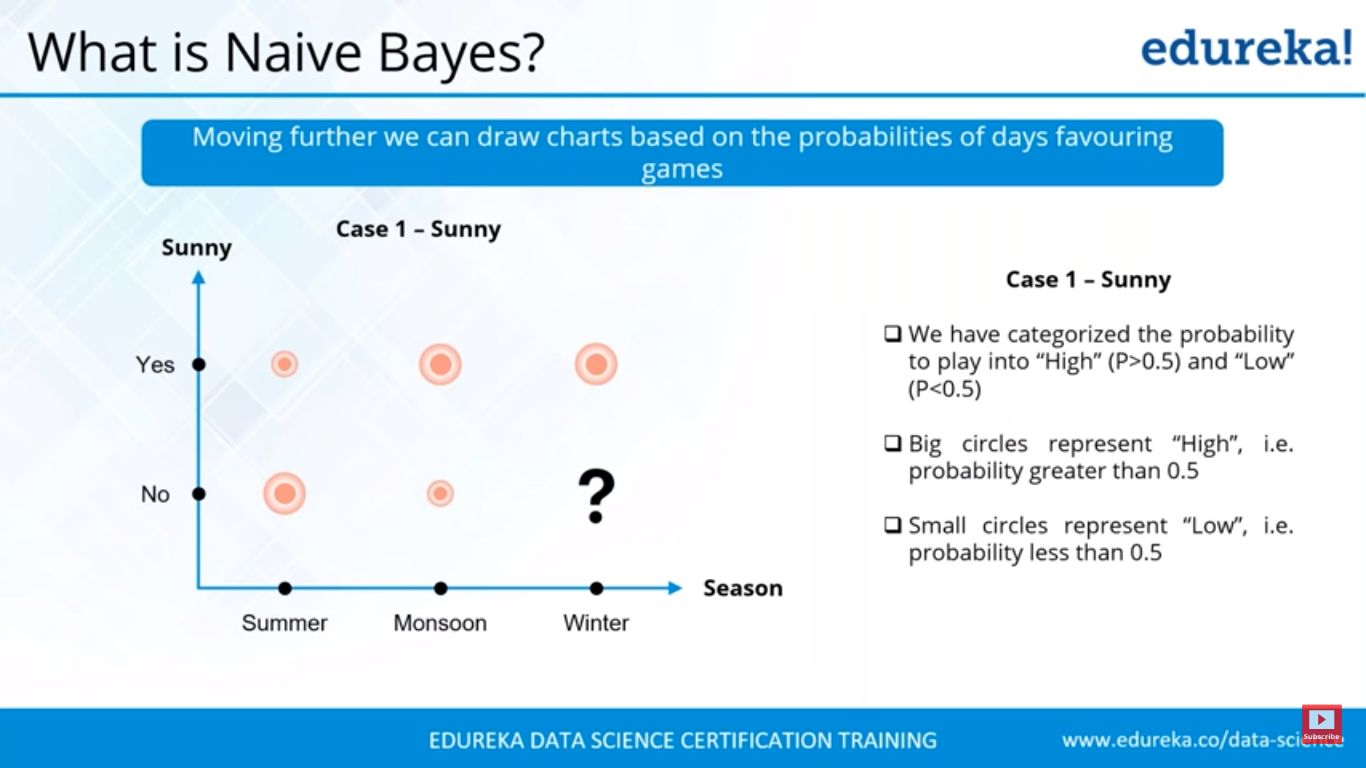 What is Naive Bayes?
edureka!
Moving further we can draw charts based on the probabilities of days favouring
games
Case 1 – Sunny
Sunny
Yes
No
?
Summer
Monsoon
Winter
Season
Case 1 – Sunny
We have categorized the probability
to play into “High” (P>0.5) and “Low”
(P<0.5)
Big circles represent “High”, i.e.
probability greater than 0.5
Small circles represent “Low”, i.e.
probability less than 0.5
EDUREKA DATA SCIENCE CERTIFICATION TRAINING
www.edureka.co/data-science
Subscribe